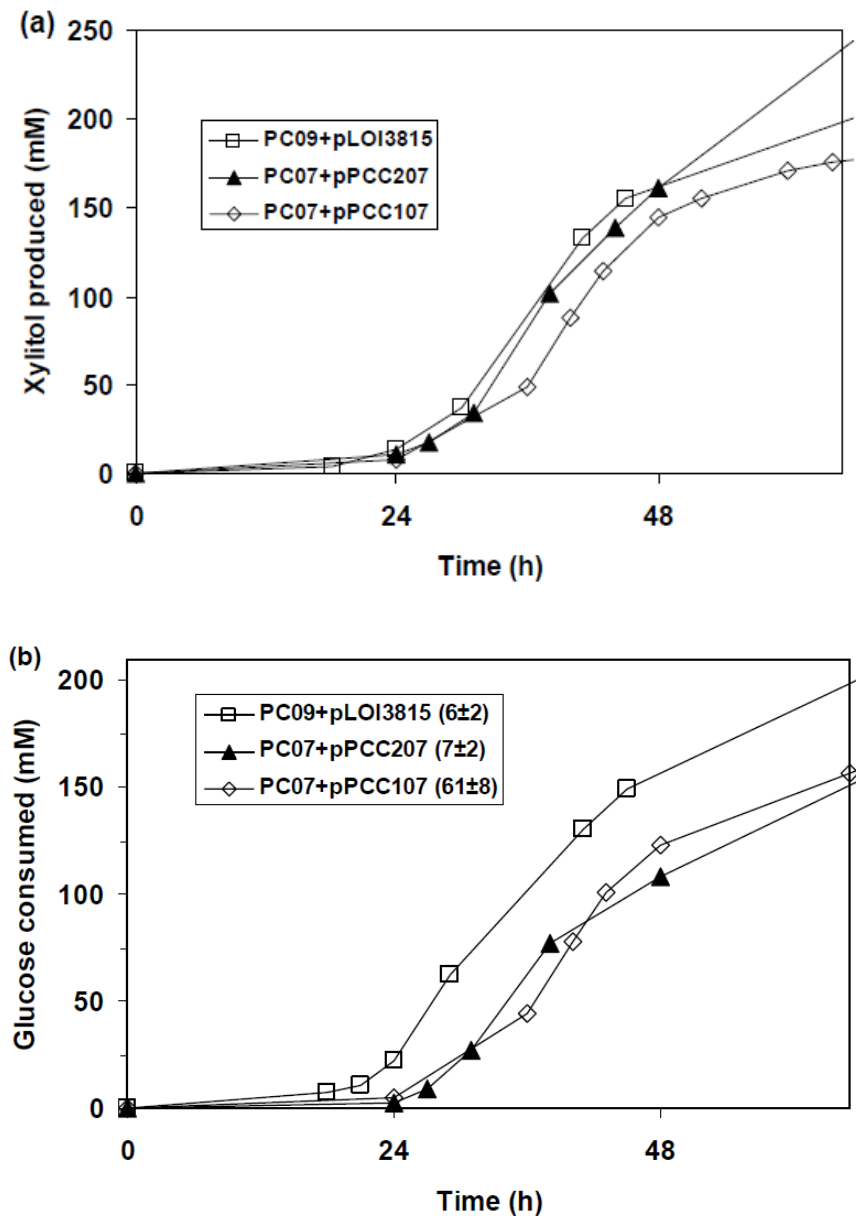 (a)
250
200
150
100
50
0
Xylitol produced (mM)
PC09+pLOI3815
PC07+pPCC207
PC07+pPCC107
0 24 48
Time (h)
(b)
200
150
100
50
0
Glucose consumed (mM)
PC09+pLOI3815 (6±2)
PC07+pPCC207 (7±2)
PC07+pPCC107 (61±8)
0 24 48
Time (h)